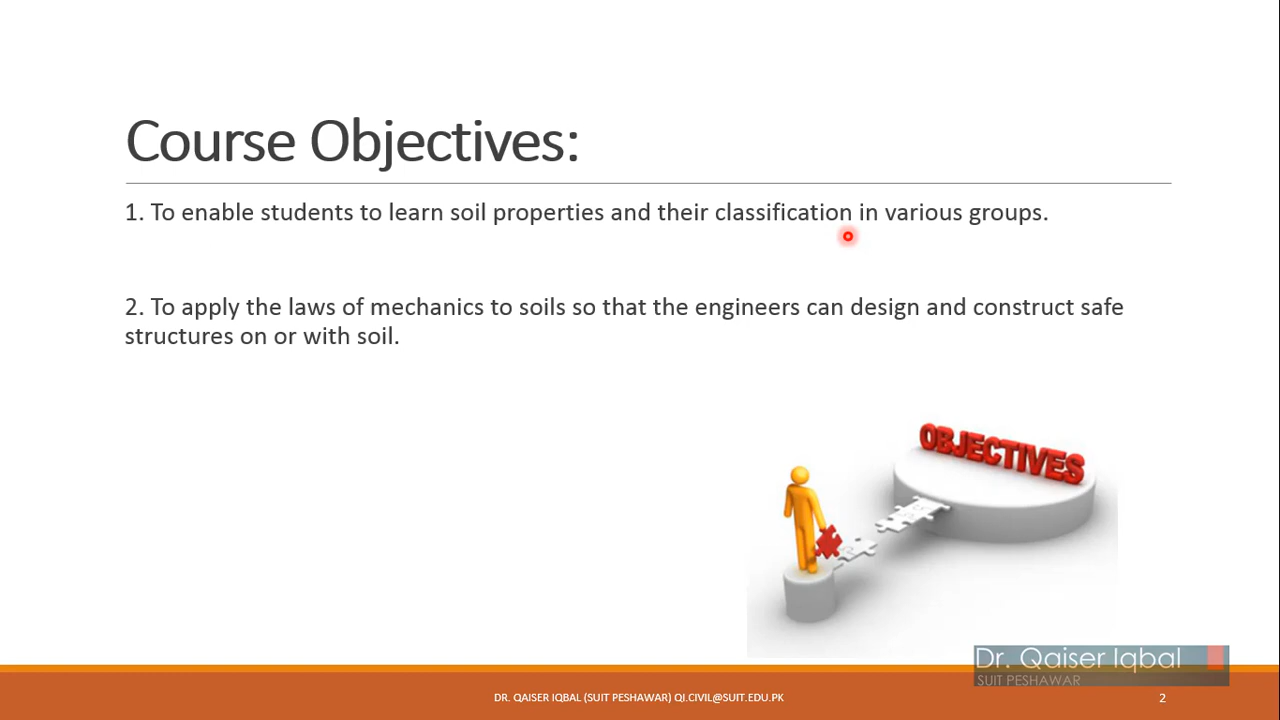 Course Objectives:
1. To enable students to learn soil properties and their classification in various groups.
2. To apply the laws of mechanics to soils so that the engineers can design and construct safe
structures on or with soil.
OBJECTIVES
Dr. Qaiser Iqbal
SUIT PESHAWAR
DR. QAISER IQBAL (SUIT PESHAWAR) QI.CIVIL@SUIT.EDU.PK
2